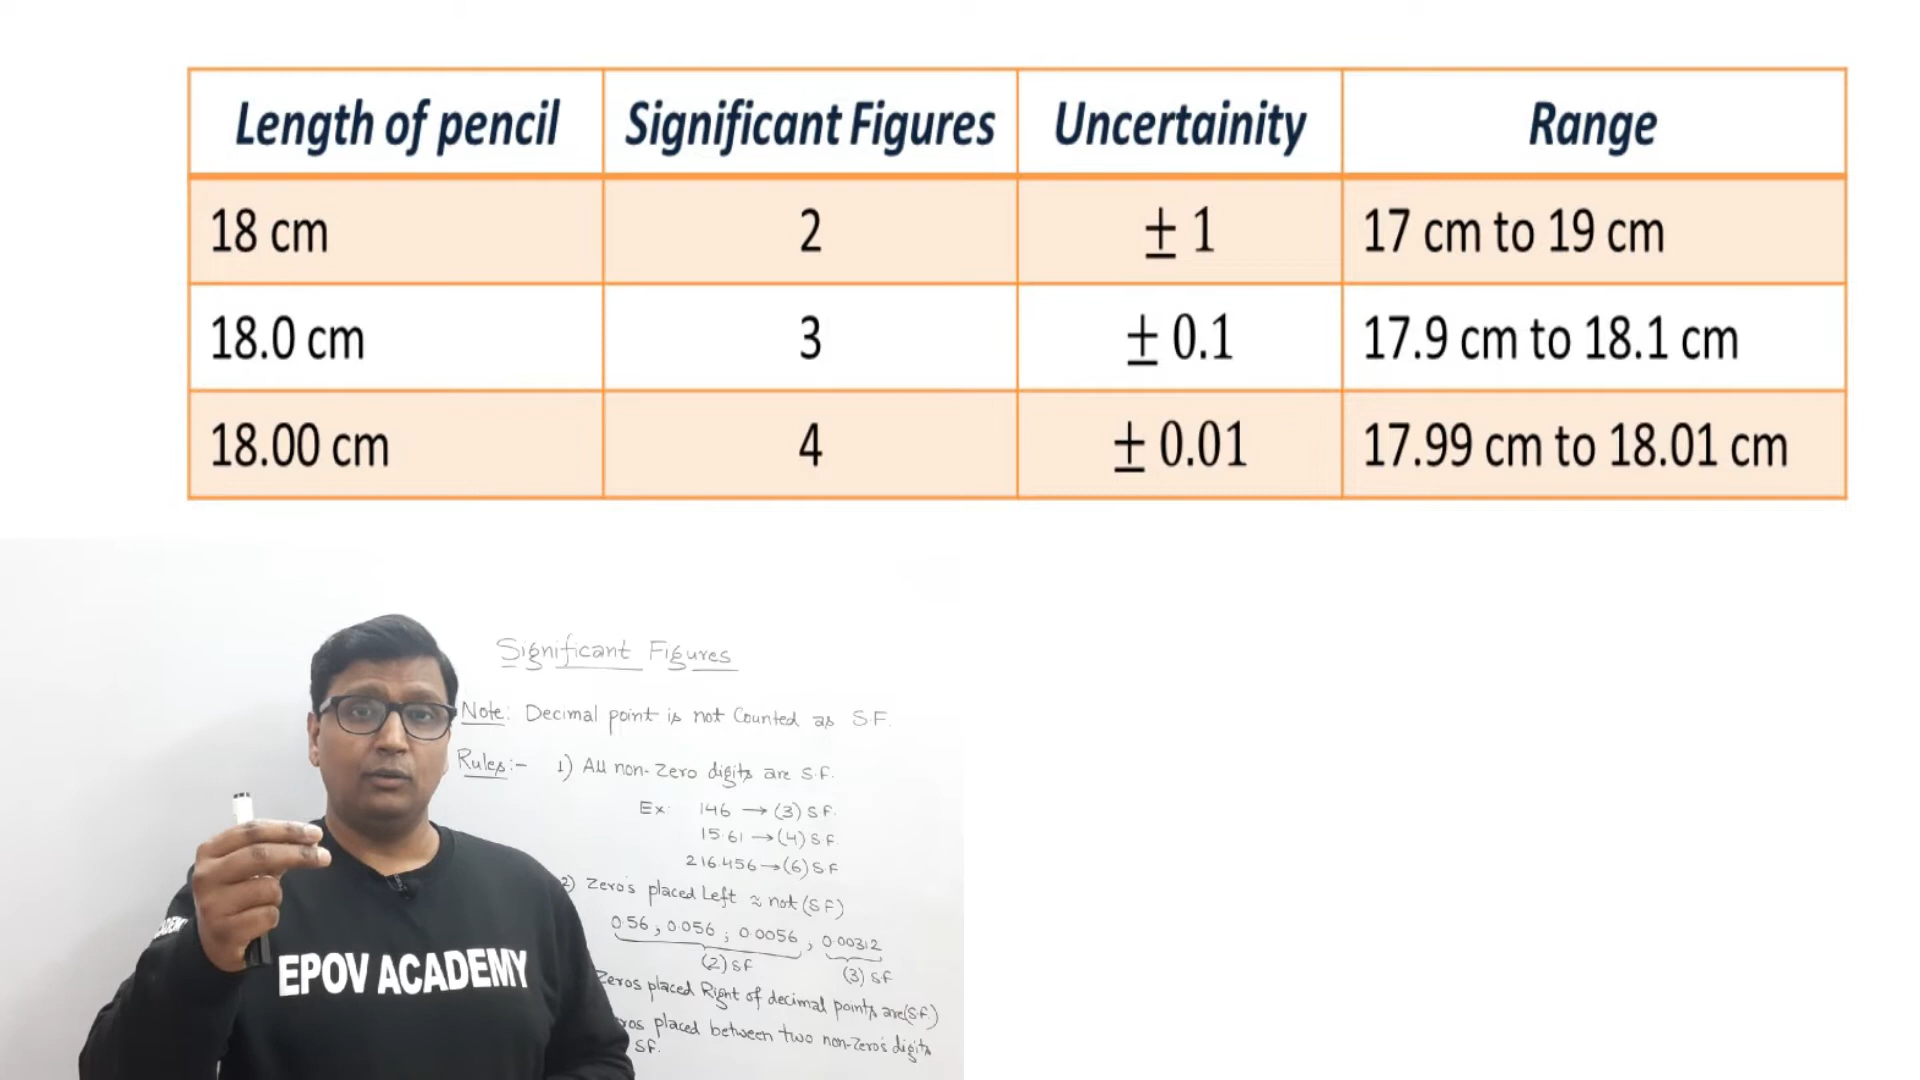 Length of pencil Significant Figures Uncertainity Range
18 cm 2 ± 1 17 cm to 19 cm
18.0 cm 3 ± 0.1 17.9 cm to 18.1 cm
18.00 cm 4 ± 0.01 17.99 cm to 18.01 cm
Significant Figures
Note: Decimal point is not Counted as S.F.
Rules:- 1) All non-Zero digits are S.F.
Ex: 146 → (3) S.F.
15.61 → (4) S.F.
216.456 → (6) S.F
2) Zero's placed Left ≈ not (SF)
0.56, 0.056, 0.0056, 0.00312
(2) SF (3) SF
Zeros placed Right of decimal points are (S.F.)
placed between two non-Zero's digits
SF.
EPOV ACADEMY